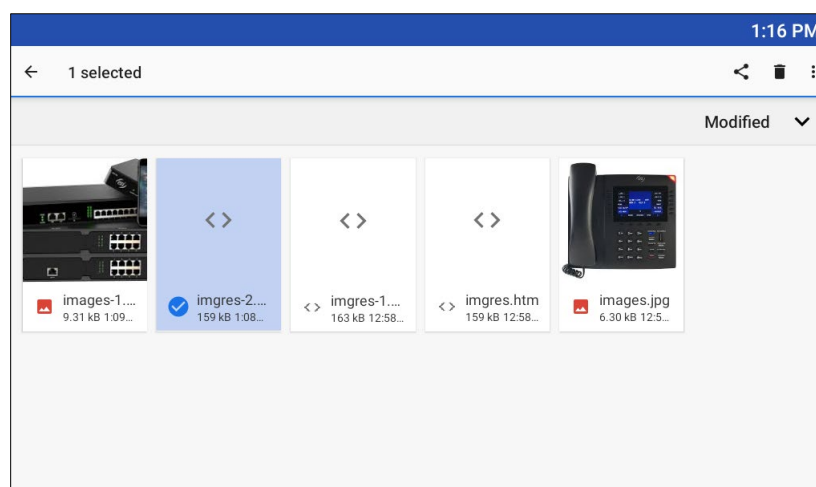 1:16 PM
1 selected
Modified
images-1....
9.31 kB 1:09...
imgres-2....
159 kB 1:08...
imgres-1....
163 kB 12:58...
imgres.htm
159 kB 12:58...
images.jpg
6.30 kB 12:5...